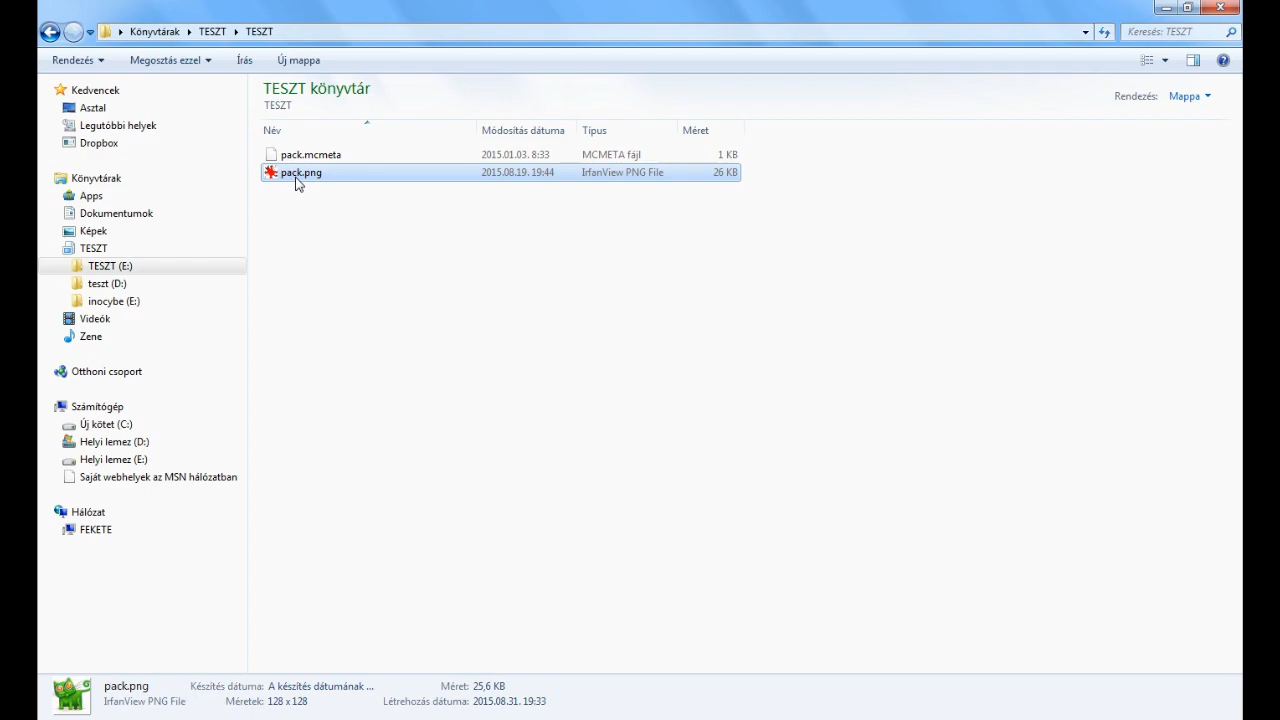 Könyvtárak TESZT TESZT Keresés: TESZT
Rendezés Megosztás ezzel Írás Új mappa
TESZT könyvtár
TESZT
Rendezés: Mappa
Név Módosítás dátuma Típus Méret
pack.mcmeta 2015.01.03. 8:33 MCMETA fájl 1 KB
pack.png 2015.08.19. 19:44 IrfanView PNG File 26 KB
Kedvencek
Asztal
Legutóbbi helyek
Dropbox
Könyvtárak
Apps
Dokumentumok
Képek
TESZT
TESZT (E:)
teszt (D:)
inocybe (E:)
Videók
Zene
Otthoni csoport
Számítógép
Új kötet (C:)
Helyi lemez (D:)
Helyi lemez (E:)
Saját webhelyek az MSN hálózatban
Hálózat
FEKETE
pack.png Készítés dátuma: A készítés dátumának ... Méret: 25,6 KB
IrfanView PNG File Méretek: 128 x 128 Létrehozás dátuma: 2015.08.31. 19:33